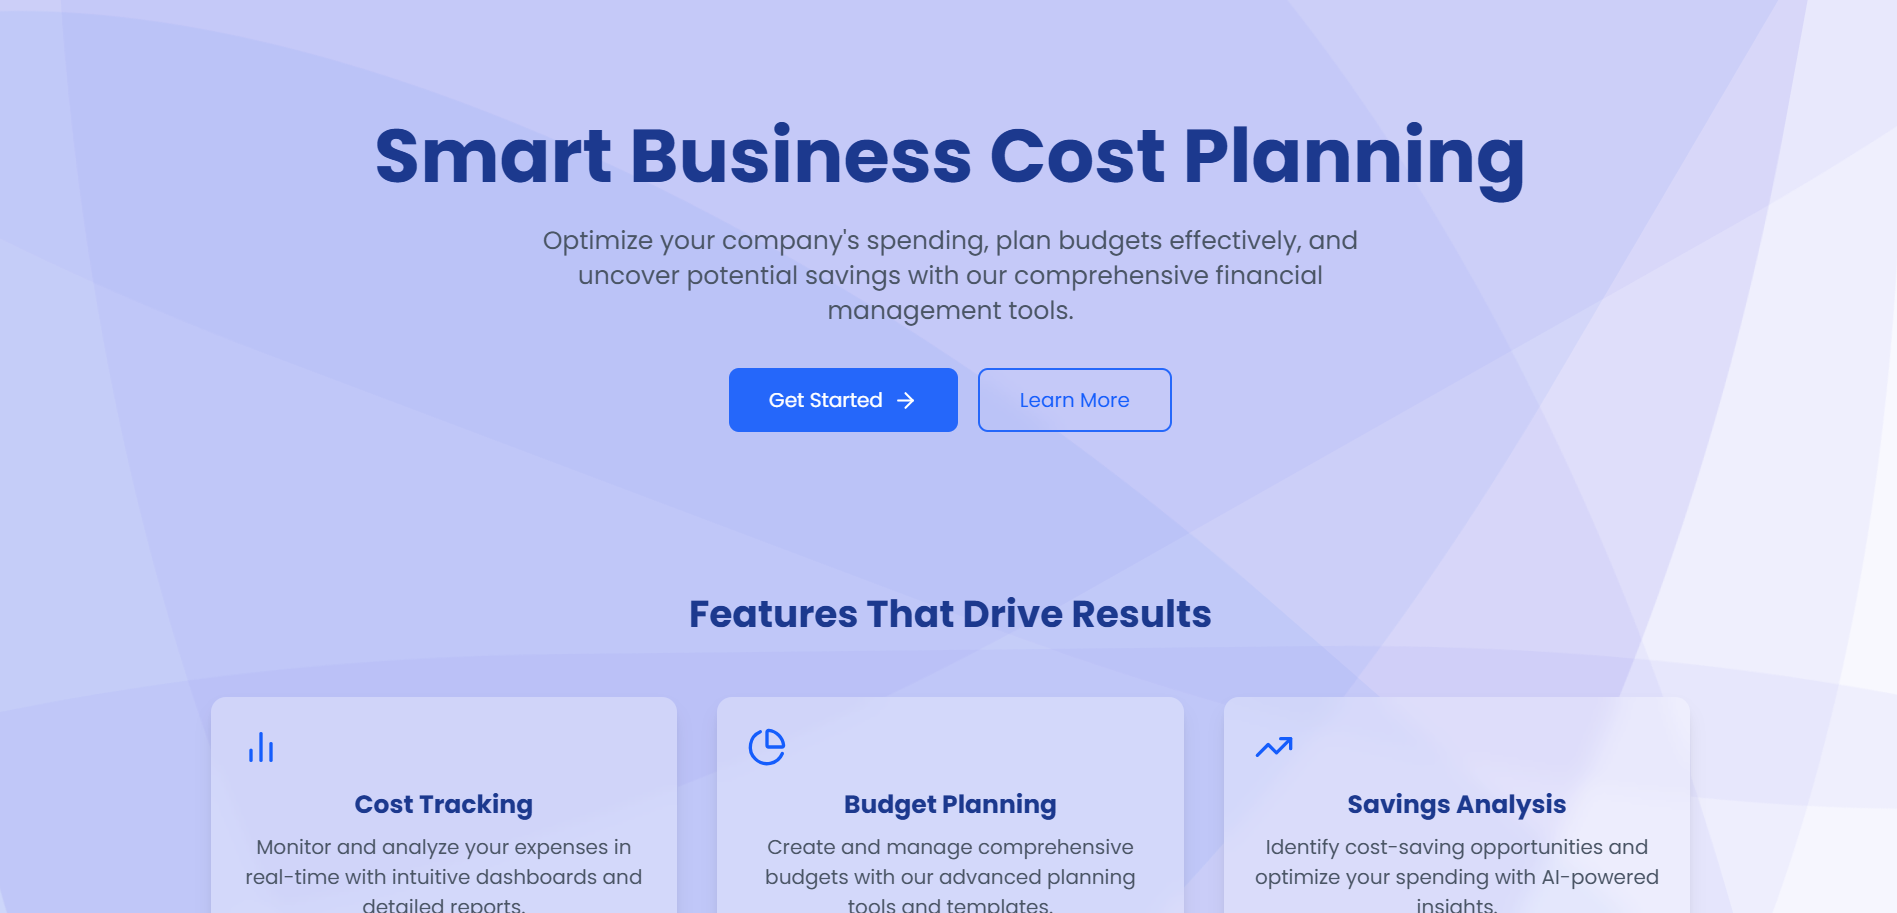 Smart Business Cost Planning
Optimize your company's spending, plan budgets effectively, and
uncover potential savings with our comprehensive financial
management tools.
Get Started
Learn More
Features That Drive Results
Cost Tracking
Monitor and analyze your expenses in
real-time with intuitive dashboards and
detailed reports.
Budget Planning
Create and manage comprehensive
budgets with our advanced planning
tools and templates.
Savings Analysis
Identify cost-saving opportunities and
optimize your spending with AI-powered
insights.